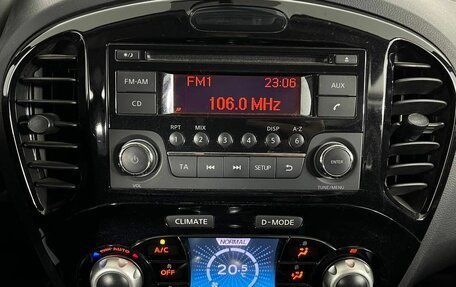 FM1 23:06
FM-AM 106.0 MHz AUX
CD
RPT MIX DISP A-Z
1 2 3 4 5 6
TA SETUP ENTER
VOL TUNE/MENU
CLIMATE D-MODE
NORMAL
AUTO A/C
OFF 20.5